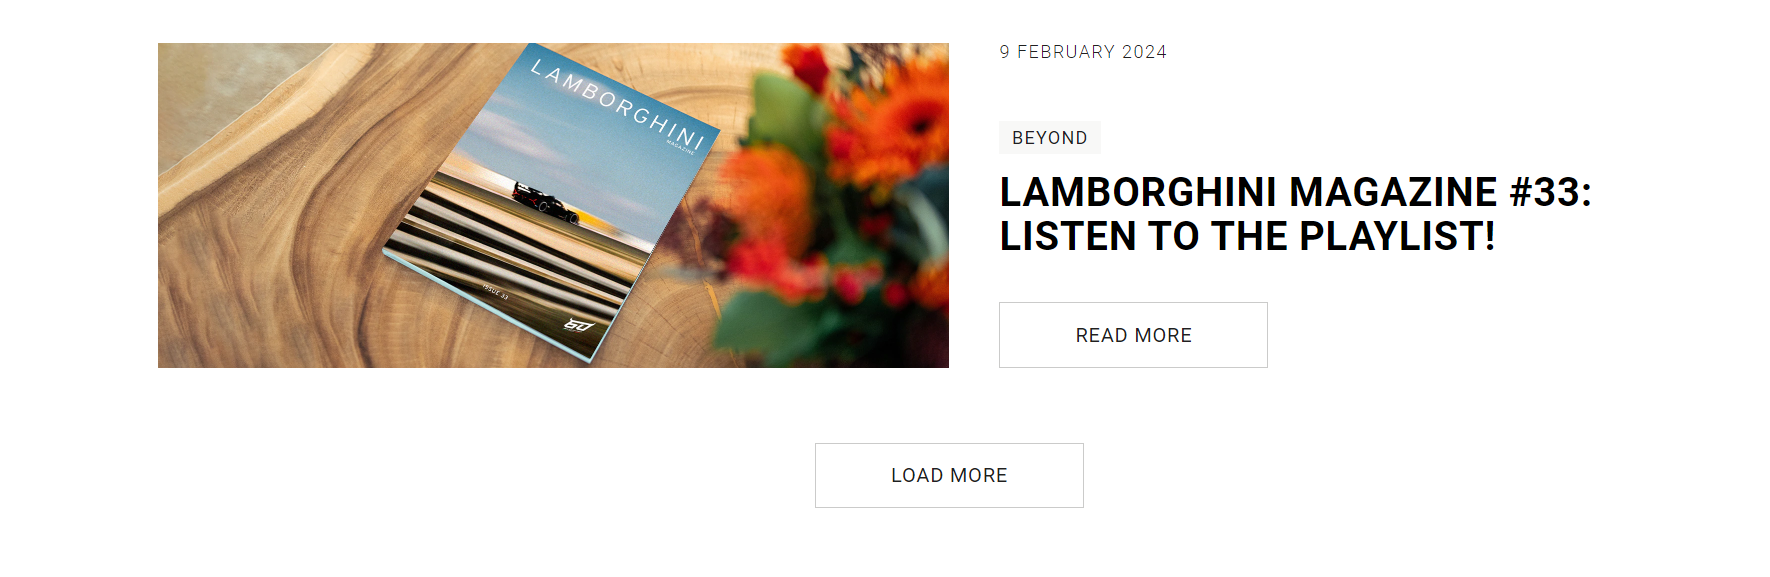 LAMBORGHINI
MAGAZINE
ISSUE 33
60
9 FEBRUARY 2024
BEYOND
LAMBORGHINI MAGAZINE #33:
LISTEN TO THE PLAYLIST!
READ MORE
LOAD MORE